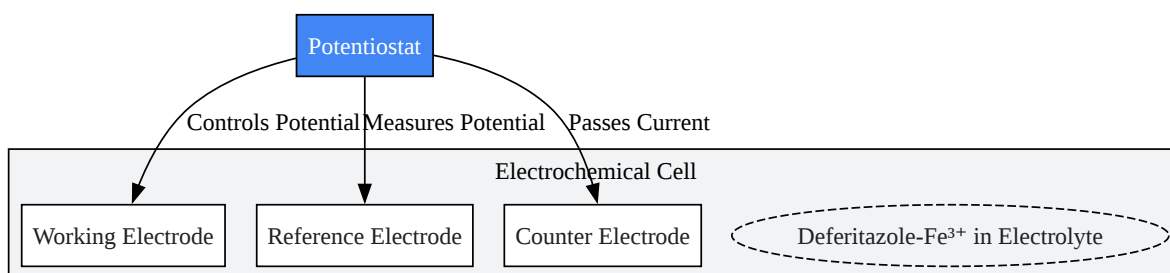 Potentiostat
Controls Potential
Measures Potential
Passes Current
Electrochemical Cell
Working Electrode
Reference Electrode
Counter Electrode
Deferitazole-Fe³⁺ in Electrolyte